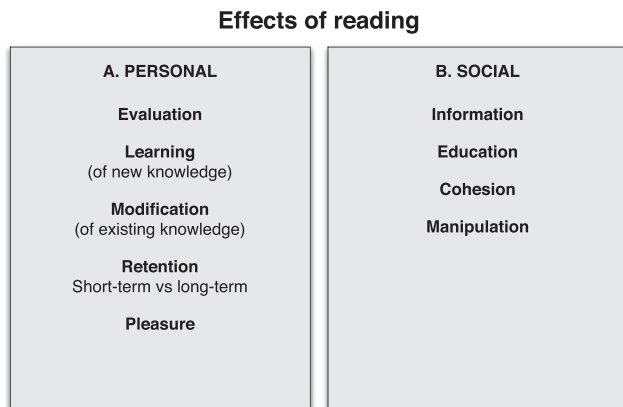 Effects of reading
A. PERSONAL
Evaluation
Learning
(of new knowledge)
Modification
(of existing knowledge)
Retention
Short-term vs long-term
Pleasure
B. SOCIAL
Information
Education
Cohesion
Manipulation